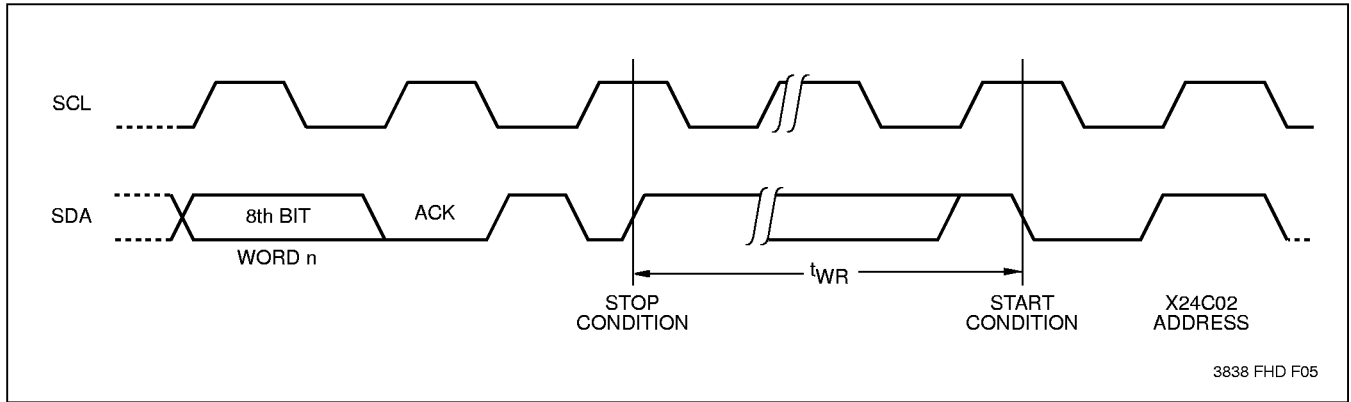 SCL
SDA
8th BIT
ACK
WORD n
tWR
STOP
CONDITION
START
CONDITION
X24C02
ADDRESS
3838 FHD F05